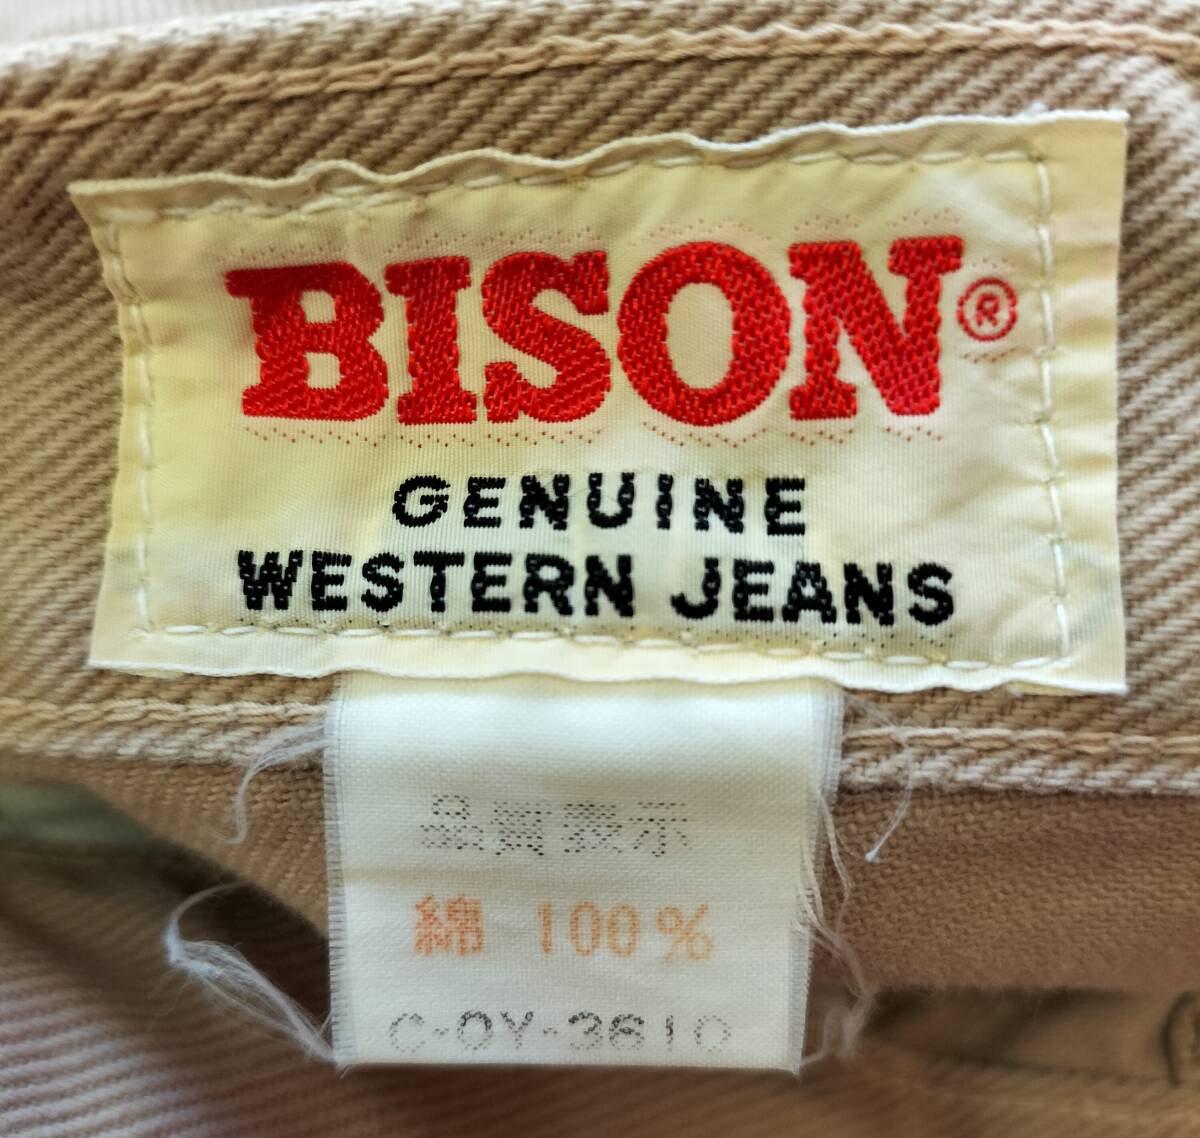 BISON®
GENUINE
WESTERN JEANS
品質表示
綿 100%
C-OY-3610